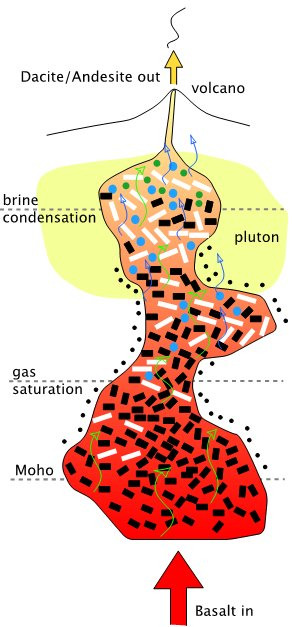 Dacite/Andesite out
volcano
brine
condensation
pluton
gas
saturation
Moho
Basalt in